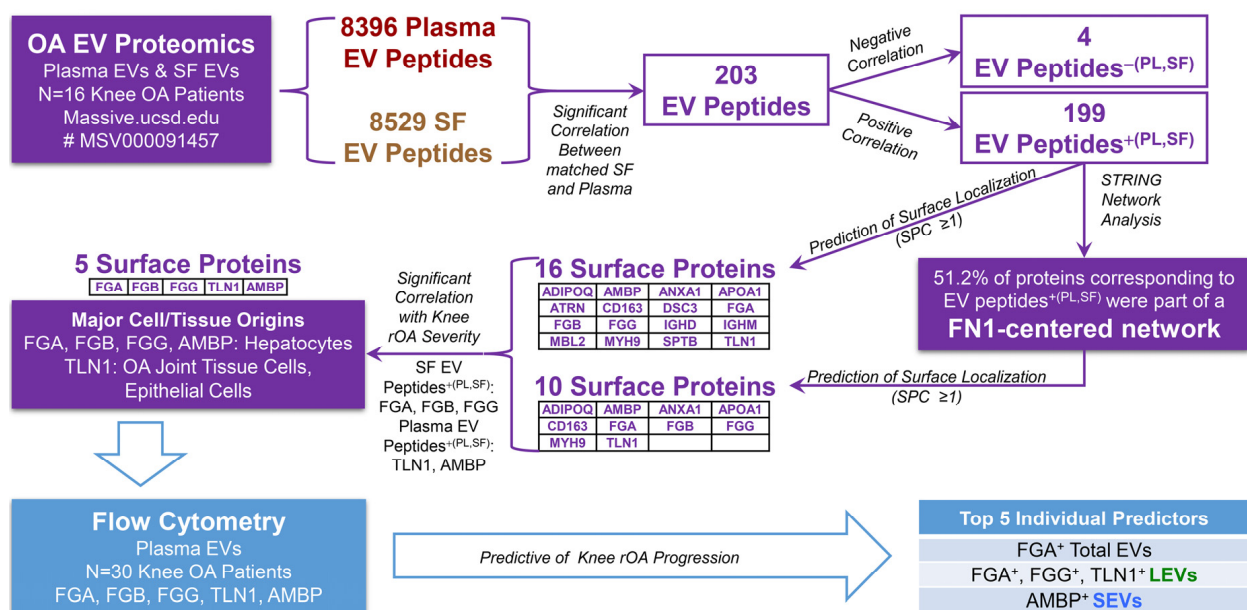 OA EV Proteomics
Plasma EVs & SF EVs
N=16 Knee OA Patients
Massive.ucsd.edu
# MSV000091457
8396 Plasma
EV Peptides
8529 SF
EV Peptides
Significant
Correlation
Between
matched SF
and Plasma
203
EV Peptides
Negative
Correlation
Positive
Correlation
4
EV Peptides–(PL,SF)
199
EV Peptides+(PL,SF)
STRING
Network
Analysis
Prediction of Surface Localization
(SPC ≥1)
51.2% of proteins corresponding to
EV peptides+(PL,SF) were part of a
FN1-centered network
Prediction of Surface Localization
(SPC ≥1)
16 Surface Proteins
ADIPOQ AMBP ANXA1 APOA1
ATRN CD163 DSC3 FGA
FGB FGG IGHD IGHM
MBL2 MYH9 SPTB TLN1
10 Surface Proteins
ADIPOQ AMBP ANXA1 APOA1
CD163 FGA FGB FGG
MYH9 TLN1
Significant
Correlation
with Knee
rOA Severity
SF EV
Peptides+(PL,SF):
FGA, FGB, FGG
Plasma EV
Peptides+(PL,SF):
TLN1, AMBP
5 Surface Proteins
FGA FGB FGG TLN1 AMBP
Major Cell/Tissue Origins
FGA, FGB, FGG, AMBP: Hepatocytes
TLN1: OA Joint Tissue Cells,
Epithelial Cells
Flow Cytometry
Plasma EVs
N=30 Knee OA Patients
FGA, FGB, FGG, TLN1, AMBP
Predictive of Knee rOA Progression
Top 5 Individual Predictors
FGA+ Total EVs
FGA+, FGG+, TLN1+ LEVs
AMBP+ SEVs